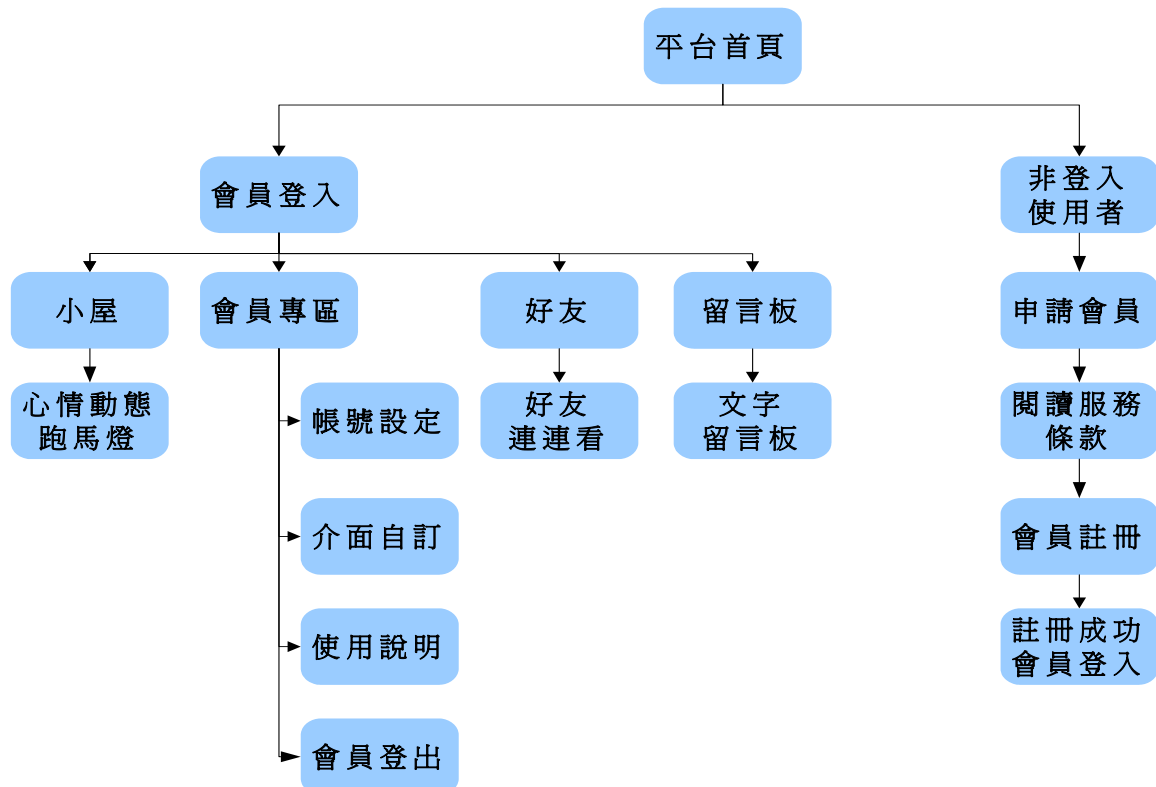 平台首頁
會員登入
非登入
使用者
小屋
會員專區
好友
留言板
申請會員
心情動態
跑馬燈
帳號設定
好友
連連看
文字
留言板
閱讀服務
條款
介面自訂
會員註冊
使用說明
註冊成功
會員登入
會員登出